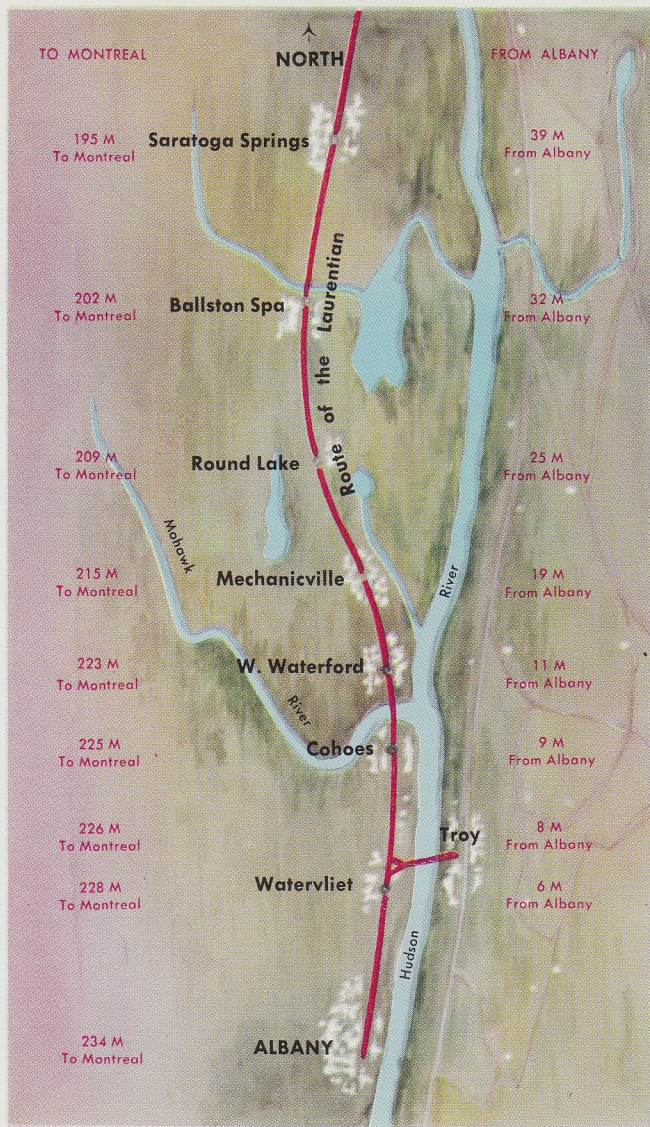 TO MONTREAL
NORTH
FROM ALBANY
195 M
To Montreal
Saratoga Springs
39 M
From Albany
202 M
To Montreal
Ballston Spa
32 M
From Albany
Route of the Laurentian
209 M
To Montreal
Round Lake
25 M
From Albany
Mohawk
River
215 M
To Montreal
Mechanicville
River
19 M
From Albany
223 M
To Montreal
W. Waterford
11 M
From Albany
225 M
To Montreal
Cohoes
9 M
From Albany
226 M
To Montreal
Troy
8 M
From Albany
228 M
To Montreal
Watervliet
6 M
From Albany
Hudson
234 M
To Montreal
ALBANY